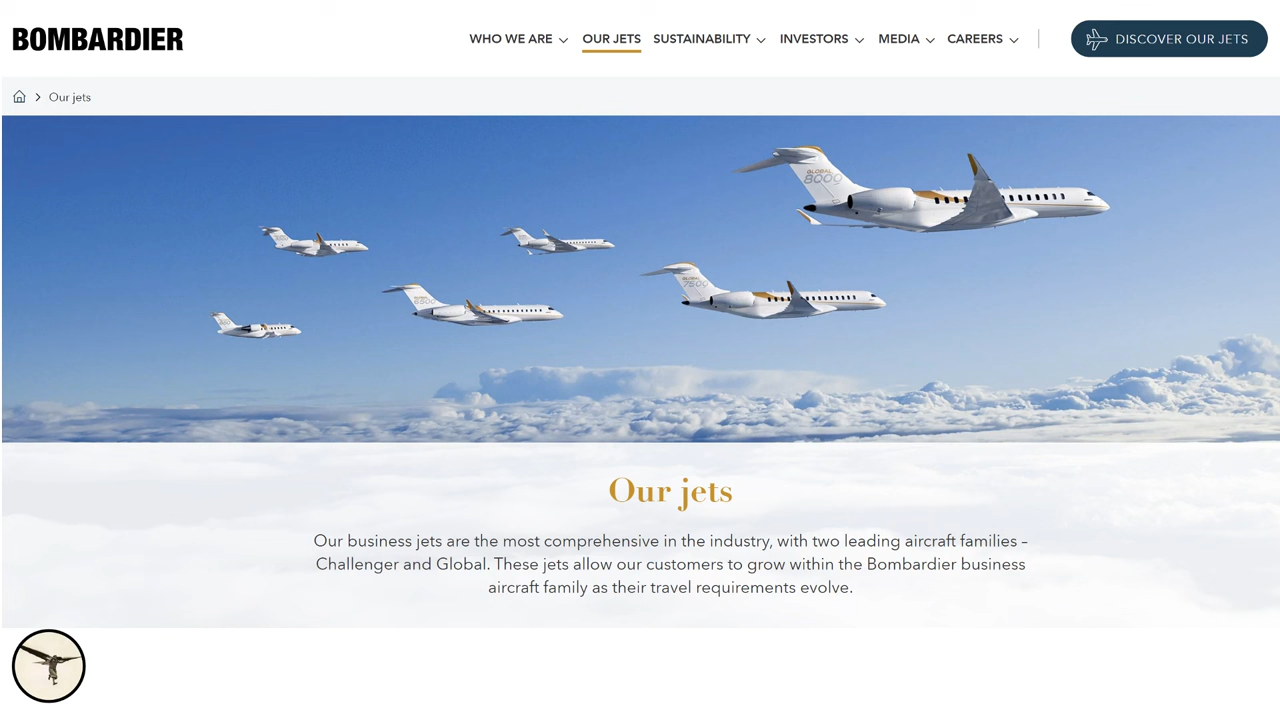 BOMBARDIER
WHO WE ARE
OUR JETS
SUSTAINABILITY
INVESTORS
MEDIA
CAREERS
DISCOVER OUR JETS
Our jets
GLOBAL
8000
GLOBAL
7500
GLOBAL
6500
Our jets
Our business jets are the most comprehensive in the industry, with two leading aircraft families –
Challenger and Global. These jets allow our customers to grow within the Bombardier business
aircraft family as their travel requirements evolve.